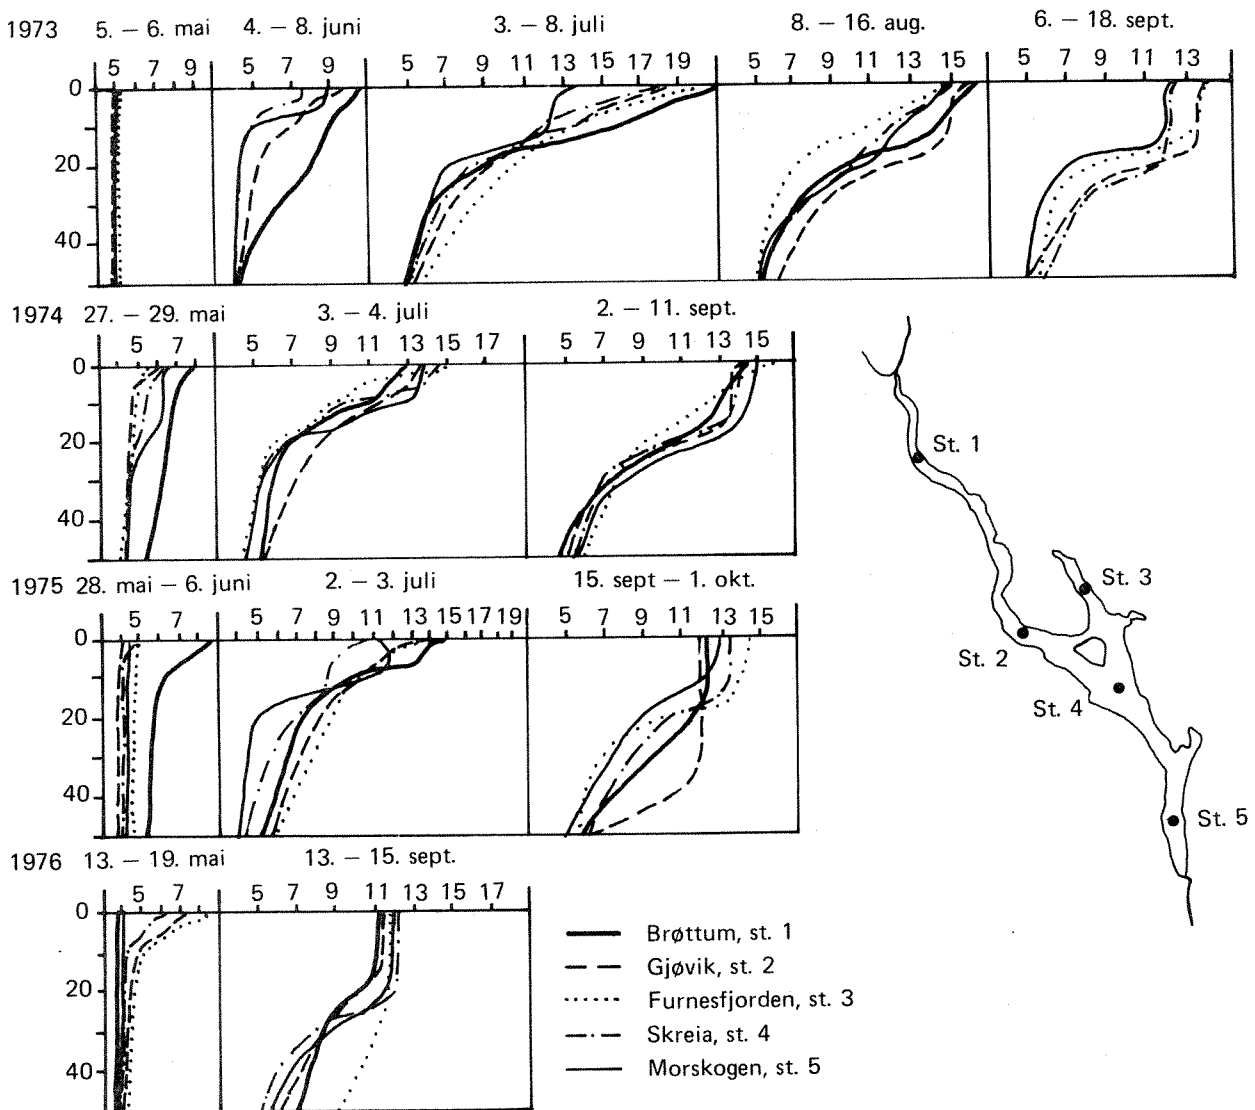 1973 5. – 6. mai 4. – 8. juni 3. – 8. juli 8. – 16. aug. 6. – 18. sept.
5 7 9 5 7 9 5 7 9 11 13 15 17 19 5 7 9 11 13 15 5 7 9 11 13
0
20
40
1974 27. – 29. mai 3. – 4. juli 2. – 11. sept.
5 7 5 7 9 11 13 15 17 5 7 9 11 13 15
0
20
40
St. 1
St. 3
St. 2
St. 4
St. 5
1975 28. mai – 6. juni 2. – 3. juli 15. sept – 1. okt.
5 7 5 7 9 11 13 15 17 19 5 7 9 11 13 15
0
20
40
1976 13. – 19. mai 13. – 15. sept.
5 7 5 7 9 11 13 15 17
0
20
40
Brøttum, st. 1
Gjøvik, st. 2
Furnesfjorden, st. 3
Skreia, st. 4
Morskogen, st. 5